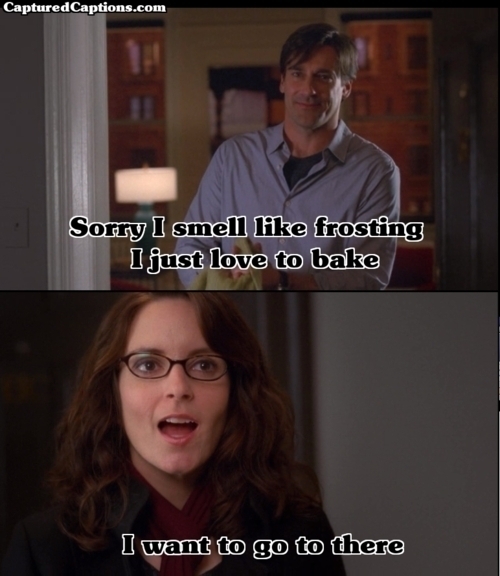 CapturedCaptions.com
Sorry I smell like frosting
I just love to bake
I want to go to there